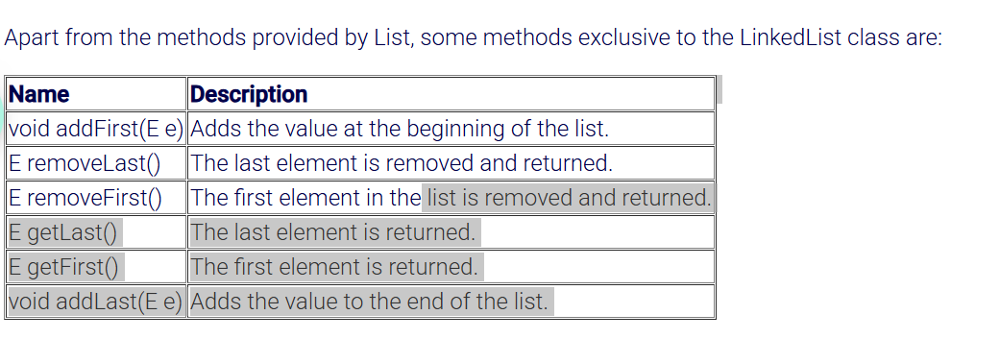 Apart from the methods provided by List, some methods exclusive to the LinkedList class are:
Name Description
void addFirst(E e) Adds the value at the beginning of the list.
E removeLast() The last element is removed and returned.
E removeFirst() The first element in the list is removed and returned.
E getLast() The last element is returned.
E getFirst() The first element is returned.
void addLast(E e) Adds the value to the end of the list.